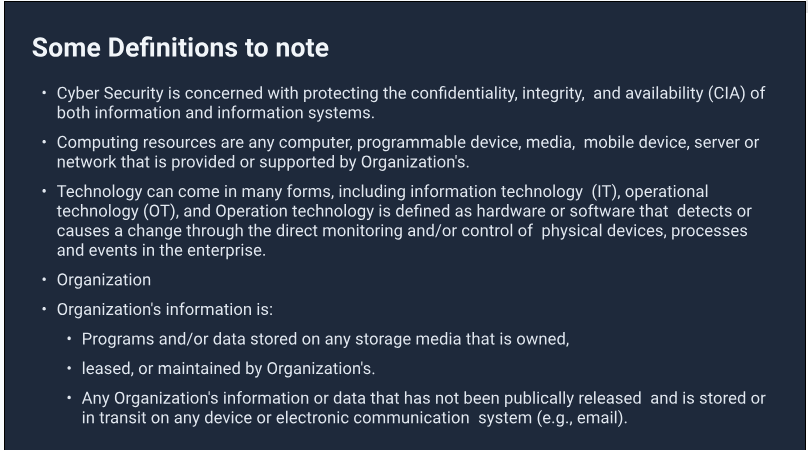 Some Definitions to note
• Cyber Security is concerned with protecting the confidentiality, integrity,  and availability (CIA) of
both information and information systems.
• Computing resources are any computer, programmable device, media,  mobile device, server or
network that is provided or supported by Organization's.
• Technology can come in many forms, including information technology  (IT), operational
technology (OT), and Operation technology is defined as hardware or software that  detects or
causes a change through the direct monitoring and/or control of  physical devices, processes
and events in the enterprise.
• Organization
• Organization's information is:
• Programs and/or data stored on any storage media that is owned,
• leased, or maintained by Organization's.
• Any Organization's information or data that has not been publically released  and is stored or
in transit on any device or electronic communication  system (e.g., email).